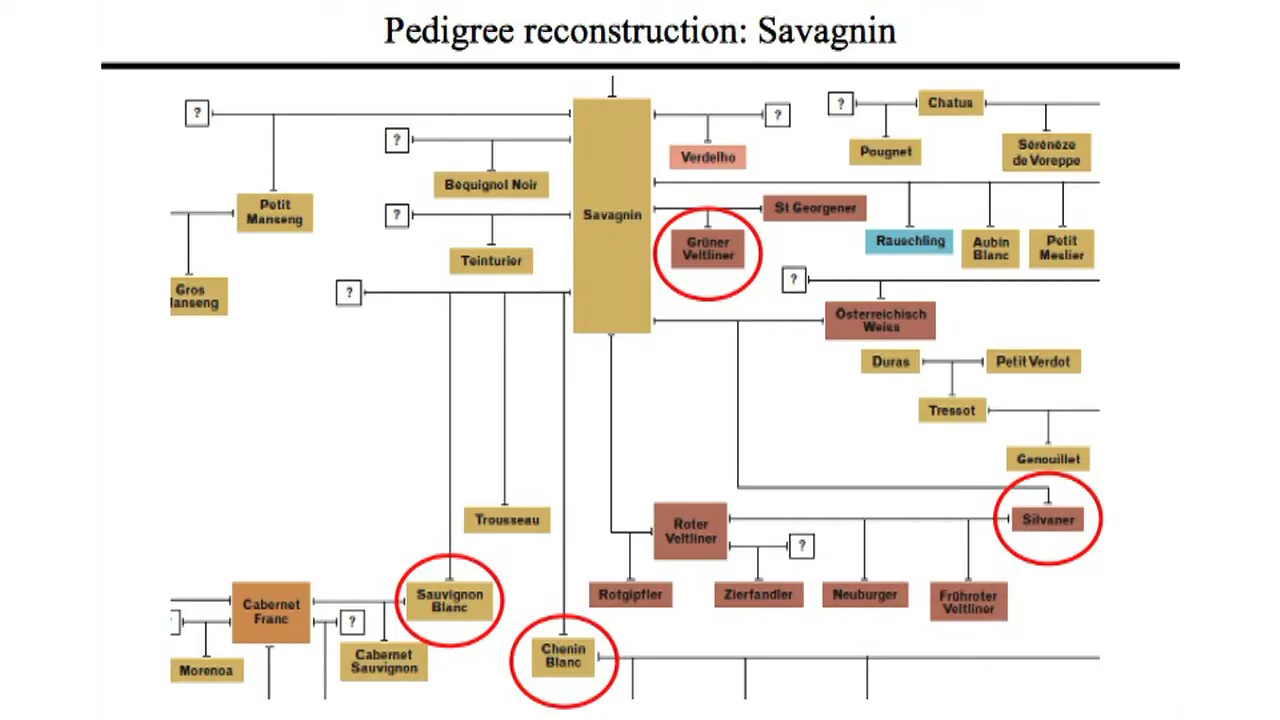 Pedigree reconstruction: Savagnin
?
?
?
Chatus
?
Verdelho
Pougnet
Sérénèze
de Voreppe
Bequignol Noir
Petit
Manseng
?
Savagnin
St Georgener
Grüner
Veltliner
Rauschling
Aubin
Blanc
Petit
Meslier
Teinturier
?
?
Gros
Manseng
Österreichisch
Weiss
Duras
Petit Verdot
Tressot
Genouillet
Trousseau
Roter
Veltliner
Silvaner
?
Sauvignon
Blanc
Rotgipfler
Zierfandler
Neuburger
Frühroter
Veltliner
Cabernet
Franc
?
?
Chenin
Blanc
Cabernet
Sauvignon
Morenoa